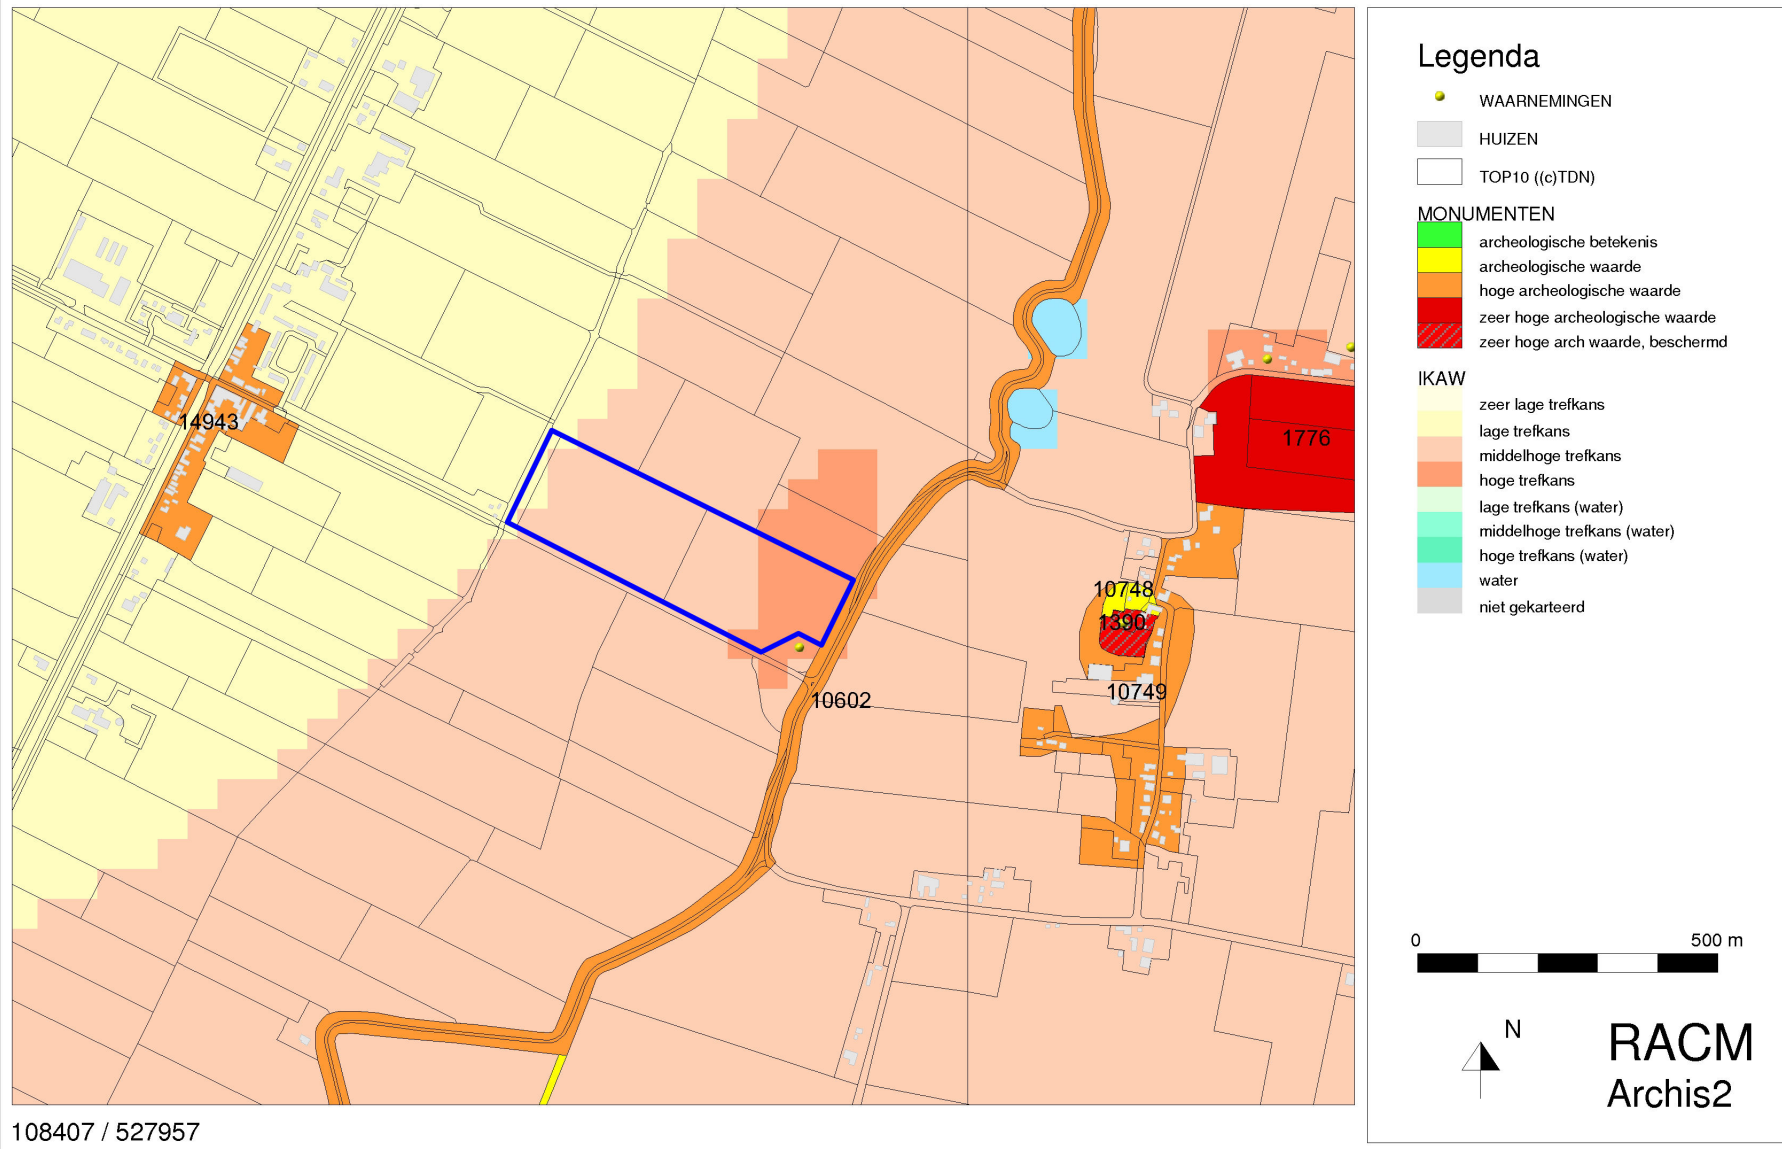 Legenda
WAARNEMINGEN
HUIZEN
TOP10 ((c)TDN)
MONUMENTEN
archeologische betekenis
archeologische waarde
hoge archeologische waarde
zeer hoge archeologische waarde
zeer hoge arch waarde, beschermd
IKAW
zeer lage trefkans
lage trefkans
middelhoge trefkans
hoge trefkans
lage trefkans (water)
middelhoge trefkans (water)
hoge trefkans (water)
water
niet gekarteerd
0 500 m
N
RACM
Archis2
14943
1776
10748
1390
10749
10602
108407 / 527957